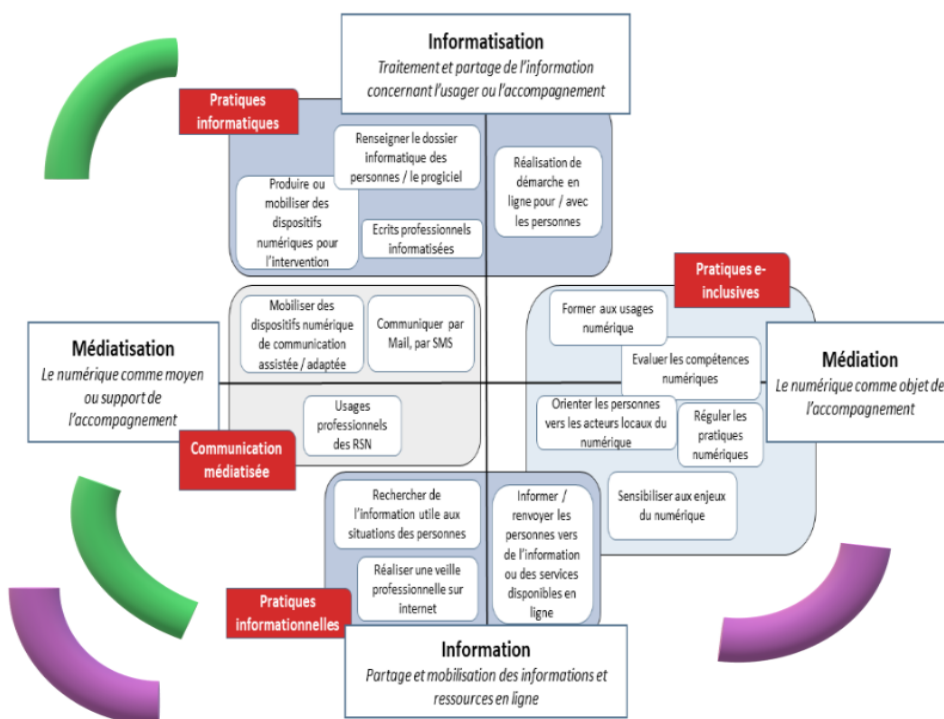 Informatisation
Traitement et partage de l'information
concernant l'usager ou l'accompagnement
Pratiques
informatiques
Renseigner le dossier
informatique des
personnes / le progiciel
Réalisation de
démarche en
ligne pour / avec
les personnes
Produire ou
mobiliser des
dispositifs
numériques pour
l'intervention
Ecrits professionnels
informatisées
Pratiques e-
inclusives
Mobiliser des
dispositifs numérique
de communication
assistée / adaptée
Communiquer par
Mail, par SMS
Former aux usages
numérique
Médiatisation
Le numérique comme moyen
ou support de
l'accompagnement
Evaluer les compétences
numériques
Médiation
Le numérique comme objet de
l'accompagnement
Usages
professionnels
des RSN
Orienter les personnes
vers les acteurs locaux du
numérique
Réguler les
pratiques
numériques
Communication
médiatisée
Rechercher de
l'information utile aux
situations des personnes
Informer /
renvoyer les
personnes vers
de l'information
ou des services
disponibles en
ligne
Sensibiliser aux enjeux
du numérique
Réaliser une veille
professionnelle sur
internet
Pratiques
informationnelles
Information
Partage et mobilisation des informations et
ressources en ligne